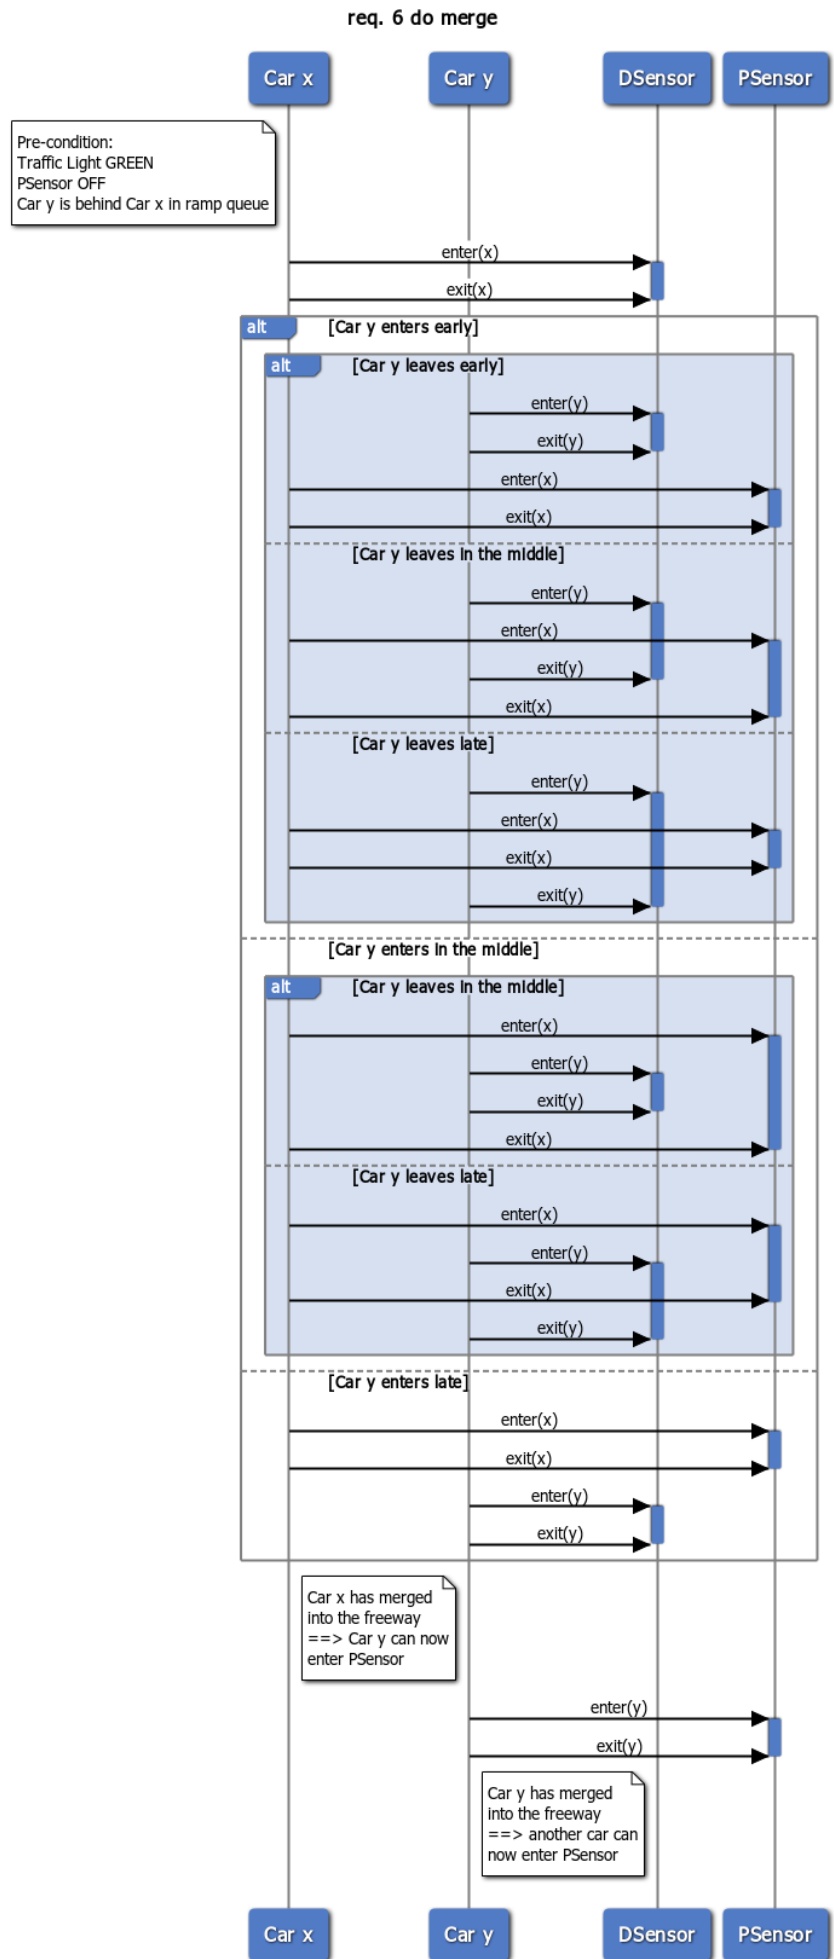 req. 6 do merge
Car x
Car y
DSensor
PSensor
Pre-condition:
Traffic Light GREEN
PSensor OFF
Car y is behind Car x in ramp queue
enter(x)
exit(x)
alt [Car y enters early]
alt [Car y leaves early]
enter(y)
exit(y)
enter(x)
exit(x)
[Car y leaves in the middle]
enter(y)
enter(x)
exit(y)
exit(x)
[Car y leaves late]
enter(y)
enter(x)
exit(x)
exit(y)
[Car y enters in the middle]
alt [Car y leaves in the middle]
enter(x)
enter(y)
exit(y)
exit(x)
[Car y leaves late]
enter(x)
enter(y)
exit(x)
exit(y)
[Car y enters late]
enter(x)
exit(x)
enter(y)
exit(y)
Car x has merged
into the freeway
==> Car y can now
enter PSensor
enter(y)
exit(y)
Car y has merged
into the freeway
==> another car can
now enter PSensor
Car x
Car y
DSensor
PSensor